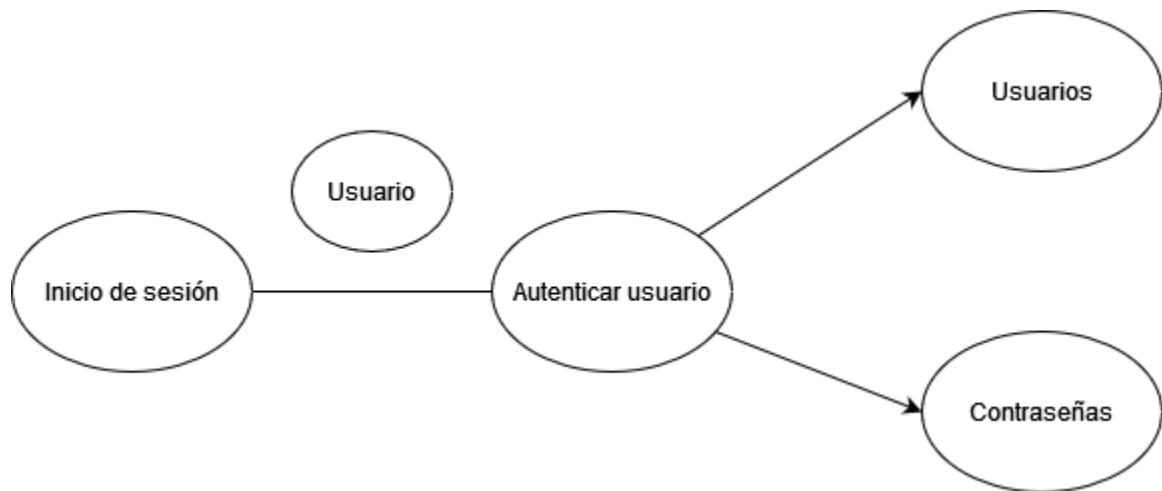 Usuarios
Usuario
Inicio de sesión
Autenticar usuario
Contraseñas